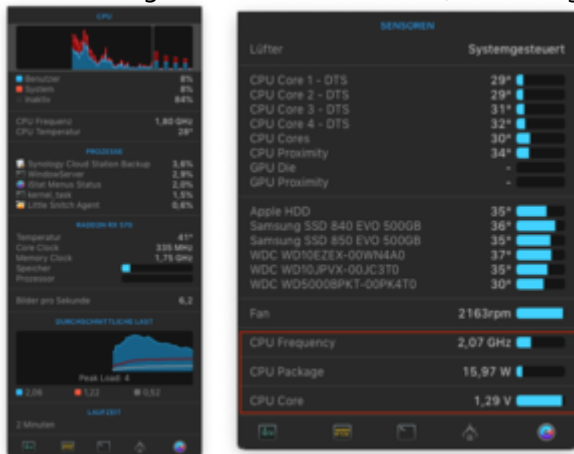 CPU
Benutzer 8%
System 8%
Inaktiv 84%
CPU Frequenz 1,80 GHz
CPU Temperatur 28°
PROZESSE
Synology Cloud Station Backup 3,6%
WindowServer 2,9%
iStat Menus Status 2,0%
kernel_task 1,5%
Little Snitch Agent 0,6%
RADEON RX 570
Temperatur 41°
Core Clock 335 MHz
Memory Clock 1,75 GHz
Speicher
Prozessor
Bilder pro Sekunde 6,2
DURCHSCHNITTLICHE LAST
Peak Load: 4
2,06 1,22 0,52
LAUFZEIT
2 Minuten
SENSOREN
Lüfter Systemgesteuert
CPU Core 1 - DTS 29°
CPU Core 2 - DTS 29°
CPU Core 3 - DTS 31°
CPU Core 4 - DTS 32°
CPU Cores 30°
CPU Proximity 34°
GPU Die -
GPU Proximity -
Apple HDD 35°
Samsung SSD 840 EVO 500GB 36°
Samsung SSD 850 EVO 500GB 35°
WDC WD10EZEX-00WN4A0 37°
WDC WD10JPVX-00JC3T0 35°
WDC WD5000BPKT-00PK4T0 30°
Fan 2163rpm
CPU Frequency 2,07 GHz
CPU Package 15,97 W
CPU Core 1,29 V